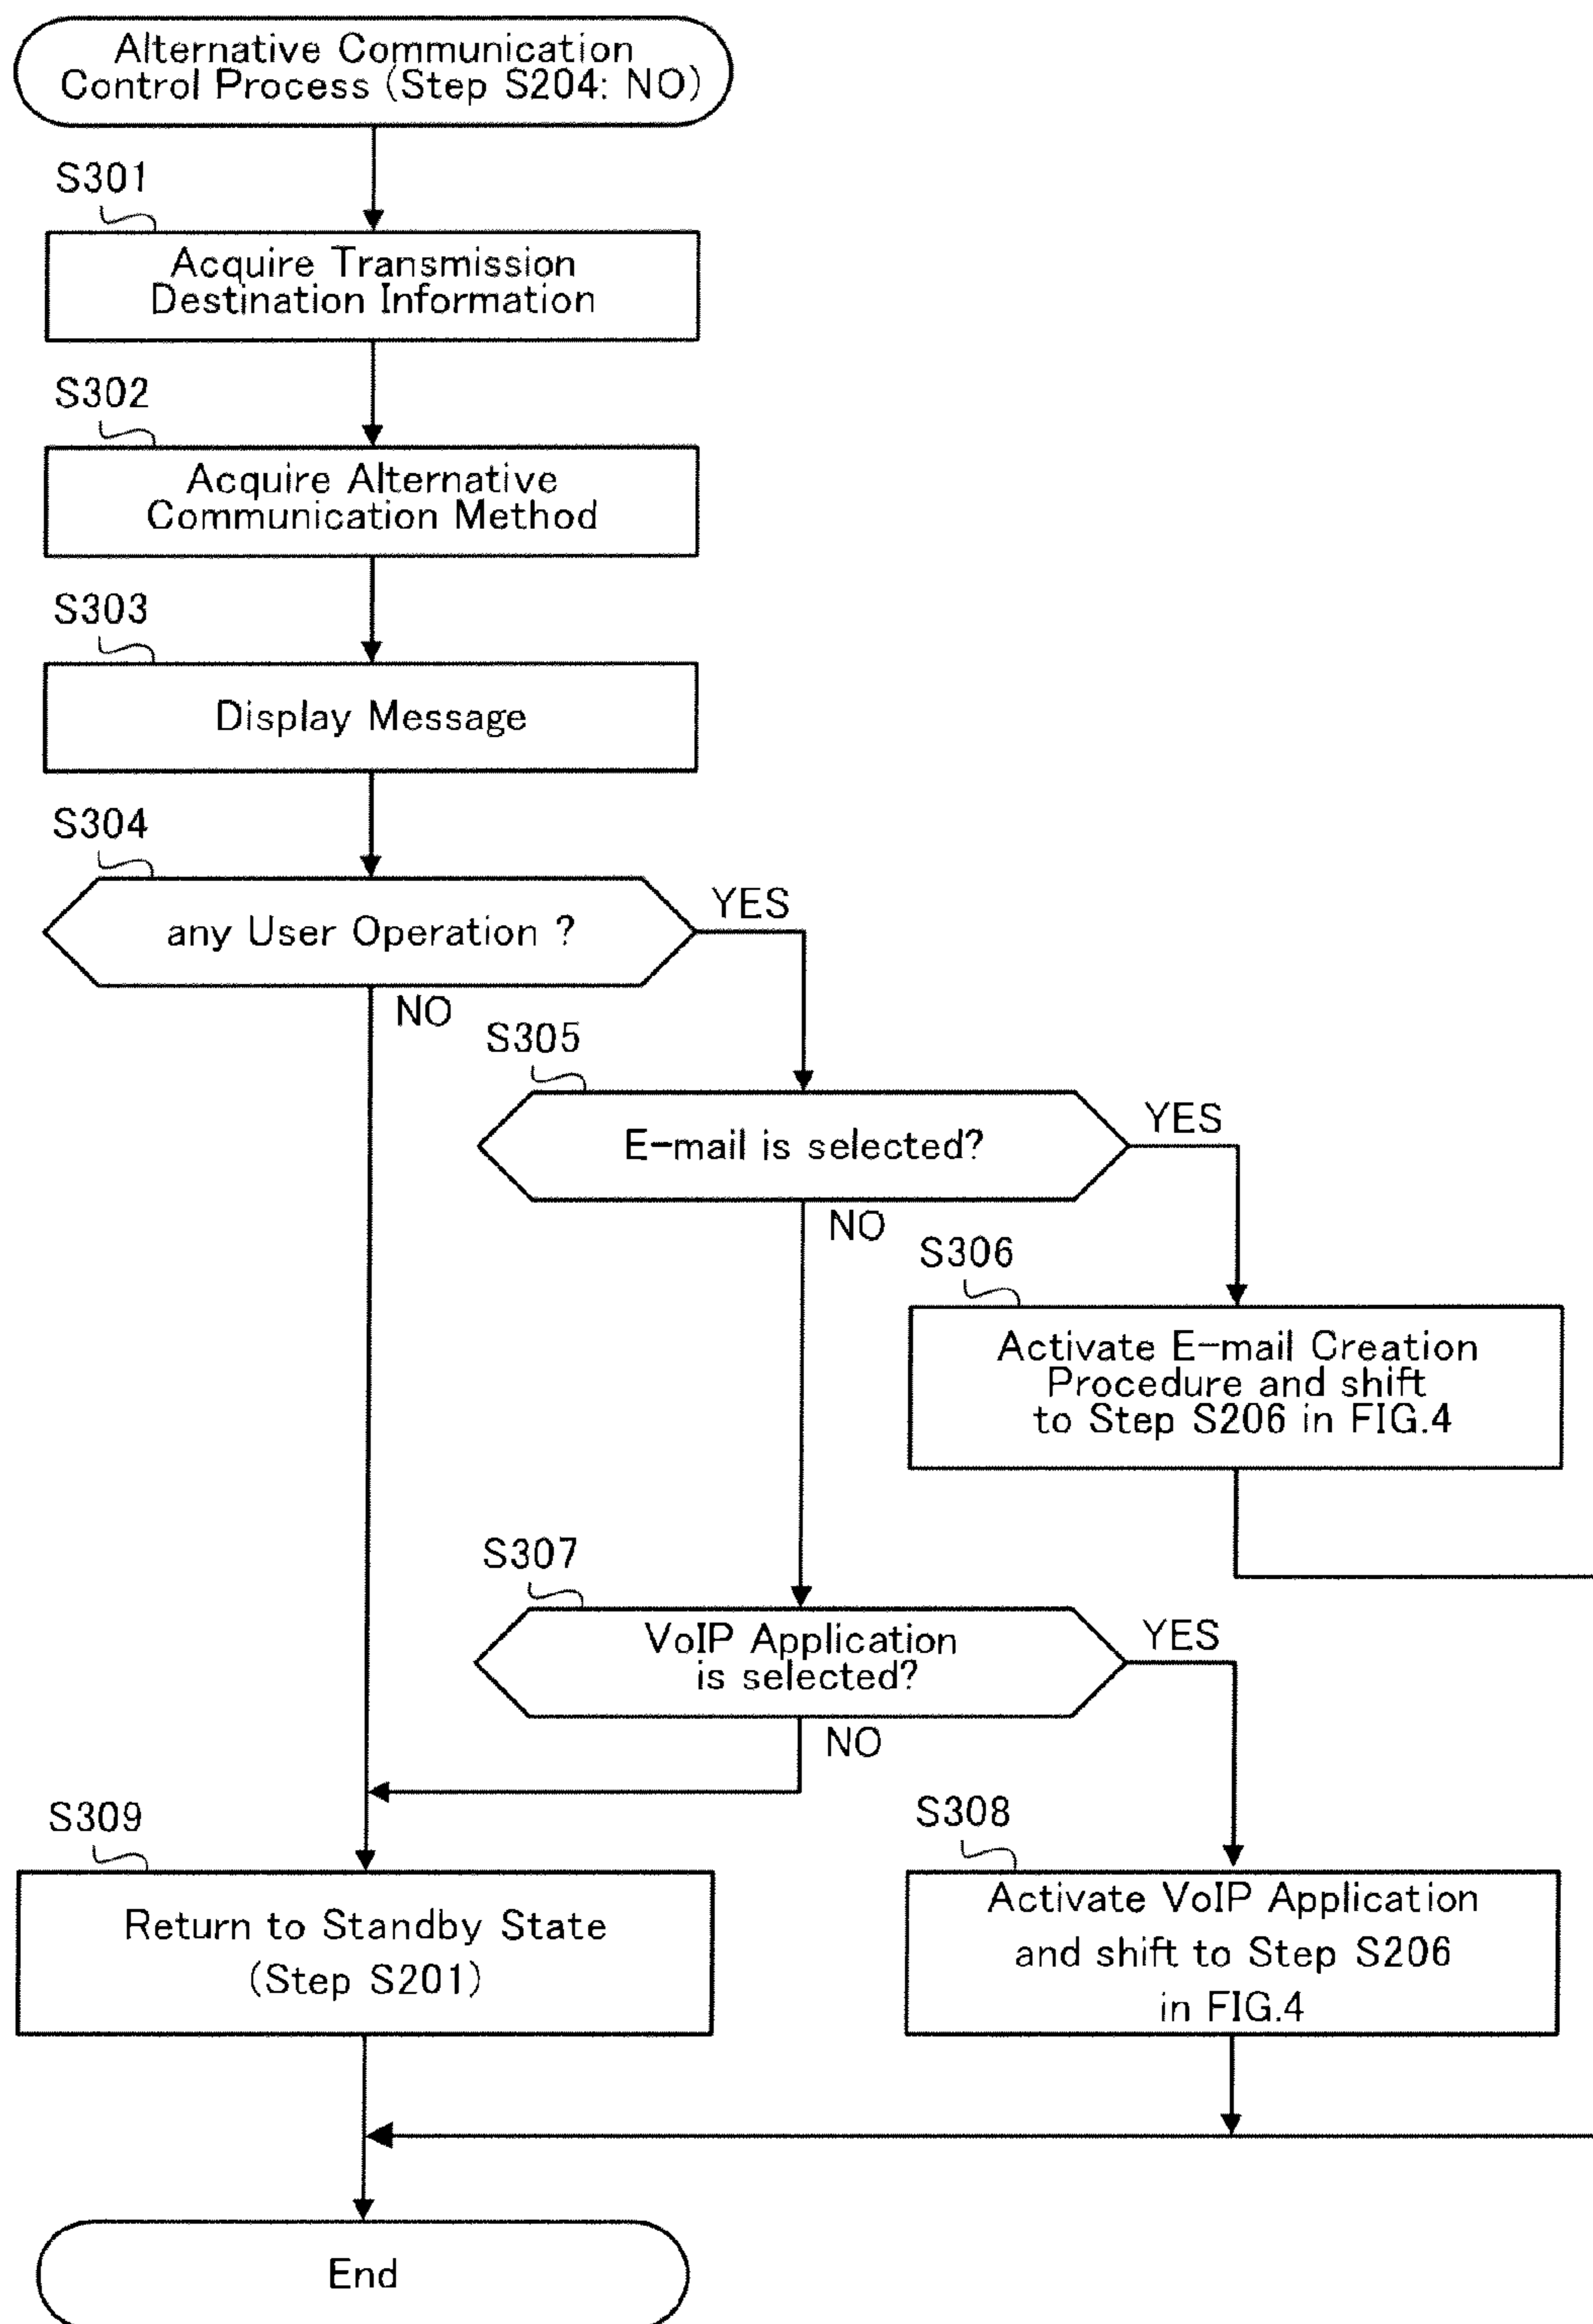 Alternative Communication
Control Process (Step S204: NO)
S301
Acquire Transmission
Destination Information
S302
Acquire Alternative
Communication Method
S303
Display Message
S304
any User Operation ?
YES
NO
S305
E-mail is selected?
YES
NO
S306
Activate E-mail Creation
Procedure and shift
to Step S206 in FIG.4
S307
VoIP Application
is selected?
YES
NO
S309
Return to Standby State
(Step S201)
S308
Activate VoIP Application
and shift to Step S206
in FIG.4
End